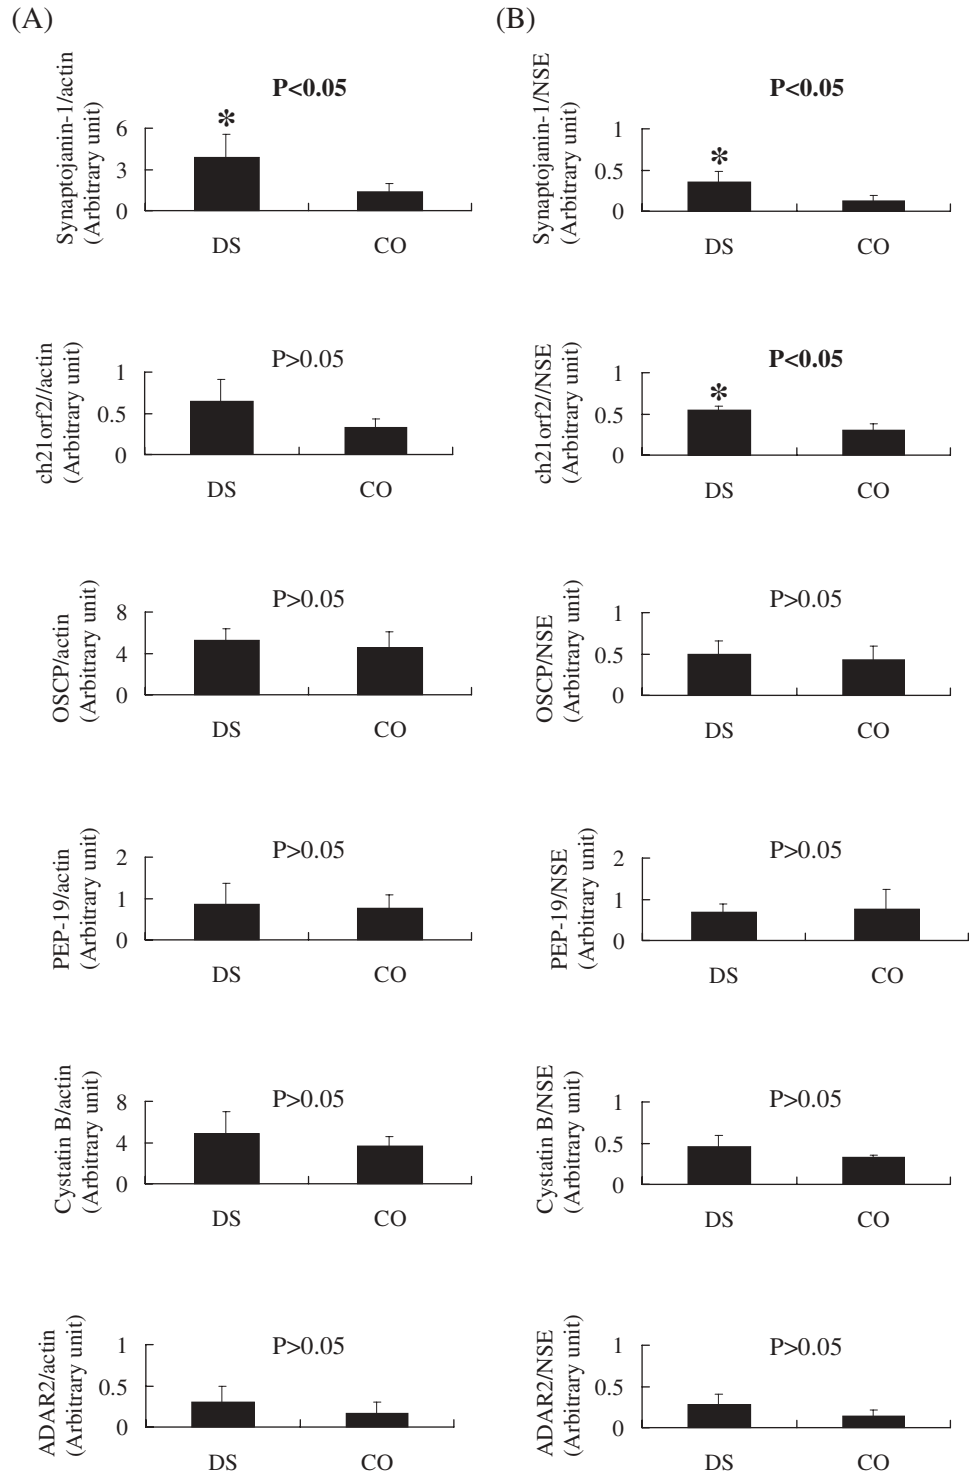 (A)
(B)
Synaptojanin-1/actin
(Arbitrary unit)
P<0.05
6
3
0
*
DS
CO
Synaptojanin-1/NSE
(Arbitrary unit)
P<0.05
1
0.5
0
*
DS
CO
ch21orf2//actin
(Arbitrary unit)
P>0.05
1
0.5
0
DS
CO
ch21orf2//NSE
(Arbitrary unit)
P<0.05
1
0.5
0
*
DS
CO
OSCP/actin
(Arbitrary unit)
P>0.05
8
4
0
DS
CO
OSCP/NSE
(Arbitrary unit)
P>0.05
1
0.5
0
DS
CO
PEP-19/actin
(Arbitrary unit)
P>0.05
2
1
0
DS
CO
PEP-19/NSE
(Arbitrary unit)
P>0.05
2
1
0
DS
CO
Cystatin B/actin
(Arbitrary unit)
P>0.05
8
4
0
DS
CO
Cystatin B/NSE
(Arbitrary unit)
P>0.05
1
0.5
0
DS
CO
ADAR2/actin
(Arbitrary unit)
P>0.05
1
0.5
0
DS
CO
ADAR2/NSE
(Arbitrary unit)
P>0.05
1
0.5
0
DS
CO